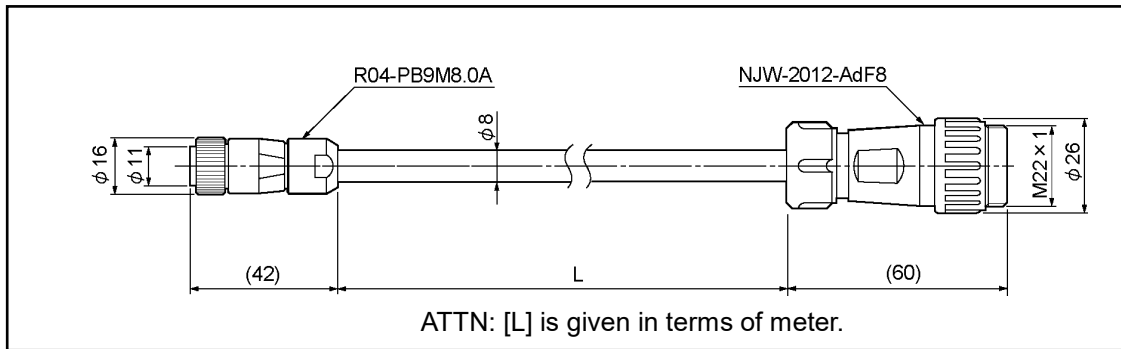 R04-PB9M8.0A
NJW-2012-AdF8
φ16
φ11
φ8
M22×1
φ26
(42)
L
(60)
ATTN: [L] is given in terms of meter.